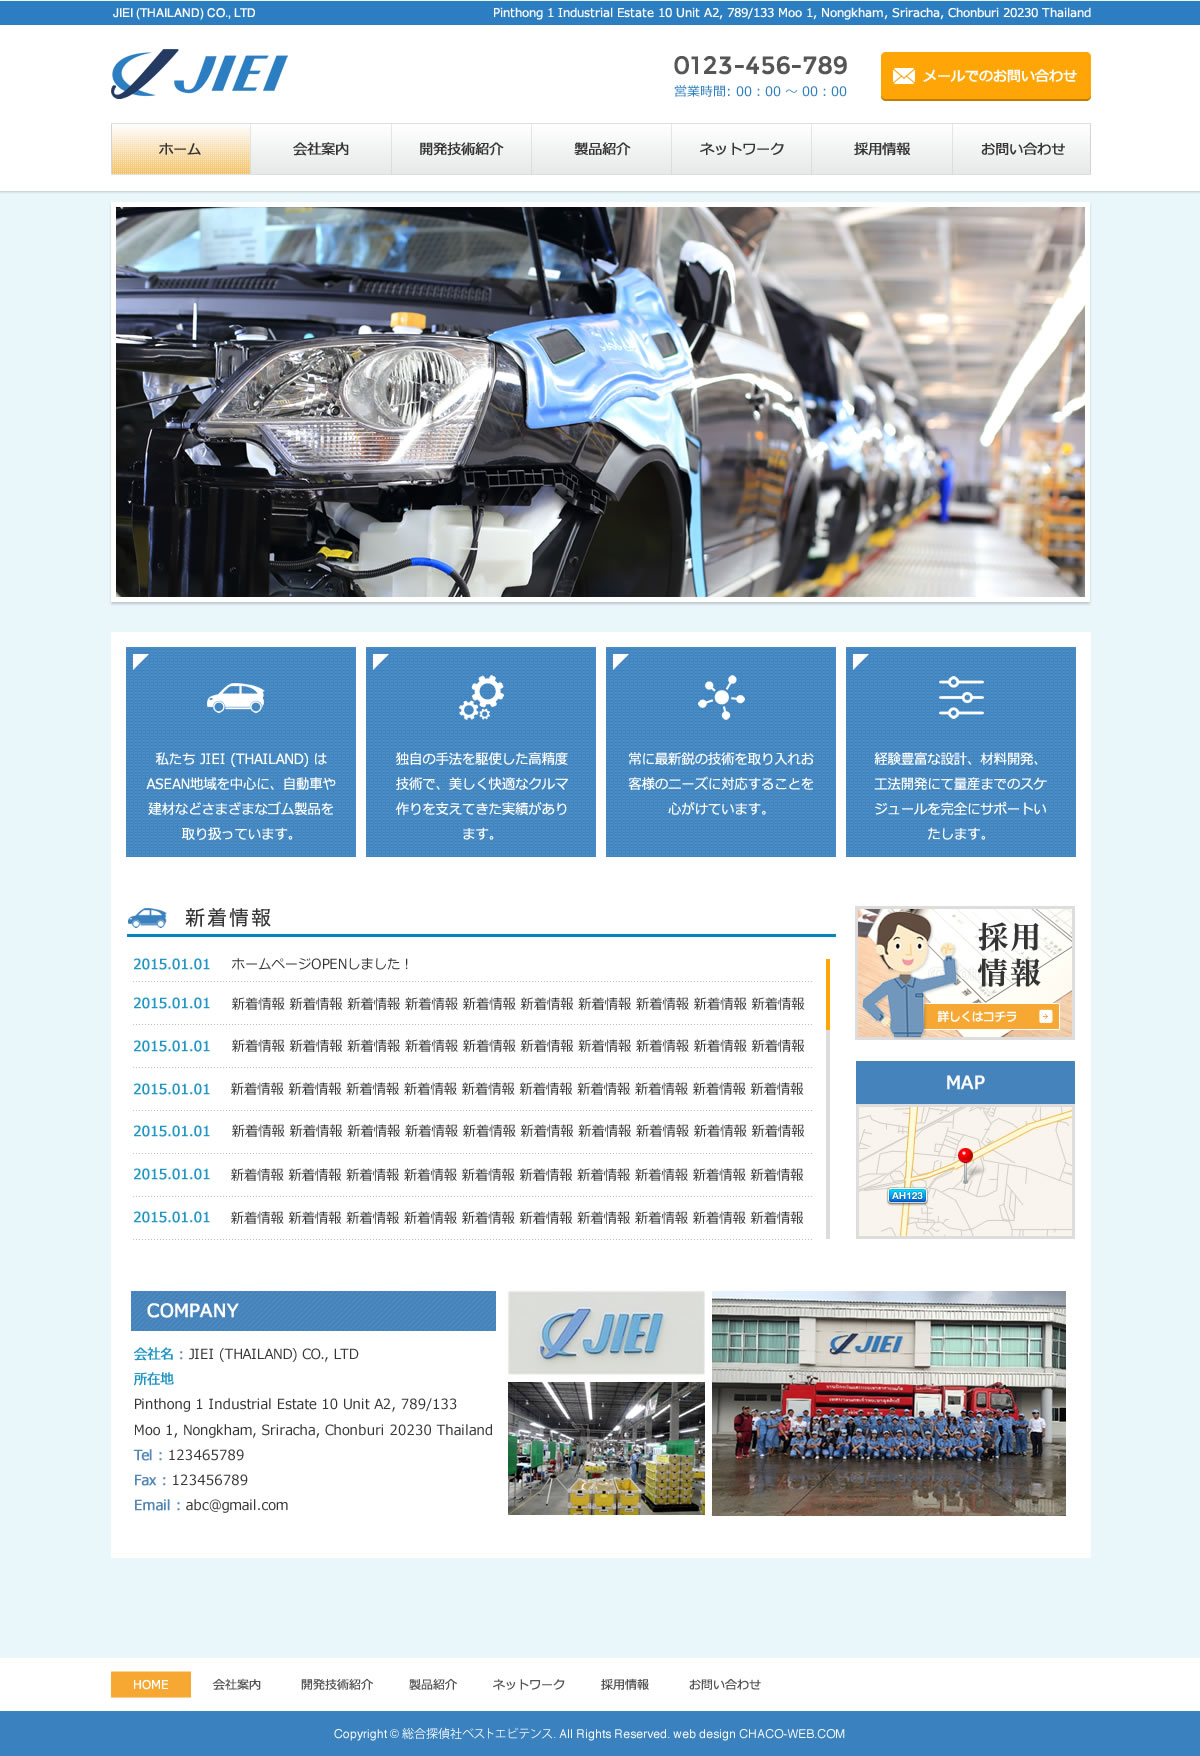 JIEI (THAILAND) CO., LTD
Pinthong 1 Industrial Estate 10 Unit A2, 789/133 Moo 1, Nongkham, Sriracha, Chonburi 20230 Thailand
JIEI
0123-456-789
営業時間: 00 : 00 ～ 00 : 00
メールでのお問い合わせ
ホーム
会社案内
開発技術紹介
製品紹介
ネットワーク
採用情報
お問い合わせ
私たち JIEI (THAILAND) は
ASEAN地域を中心に、自動車や
建材などさまざまなゴム製品を
取り扱っています。
独自の手法を駆使した高精度
技術で、美しく快適なクルマ
作りを支えてきた実績があり
ます。
常に最新鋭の技術を取り入れお
客様のニーズに対応することを
心がけています。
経験豊富な設計、材料開発、
工法開発にて量産までのスケ
ジュールを完全にサポートい
たします。
新着情報
2015.01.01 ホームページOPENしました！
2015.01.01 新着情報 新着情報 新着情報 新着情報 新着情報 新着情報 新着情報 新着情報 新着情報 新着情報
2015.01.01 新着情報 新着情報 新着情報 新着情報 新着情報 新着情報 新着情報 新着情報 新着情報 新着情報
2015.01.01 新着情報 新着情報 新着情報 新着情報 新着情報 新着情報 新着情報 新着情報 新着情報 新着情報
2015.01.01 新着情報 新着情報 新着情報 新着情報 新着情報 新着情報 新着情報 新着情報 新着情報 新着情報
2015.01.01 新着情報 新着情報 新着情報 新着情報 新着情報 新着情報 新着情報 新着情報 新着情報 新着情報
2015.01.01 新着情報 新着情報 新着情報 新着情報 新着情報 新着情報 新着情報 新着情報 新着情報 新着情報
採用
情報
詳しくはコチラ
MAP
AH123
COMPANY
会社名 : JIEI (THAILAND) CO., LTD
所在地
Pinthong 1 Industrial Estate 10 Unit A2, 789/133
Moo 1, Nongkham, Sriracha, Chonburi 20230 Thailand
Tel : 123465789
Fax : 123456789
Email : abc@gmail.com
JIEI
JIEI
HOME
会社案内
開発技術紹介
製品紹介
ネットワーク
採用情報
お問い合わせ
Copyright © 総合探偵社ベストエビテンス. All Rights Reserved. web design CHACO-WEB.COM